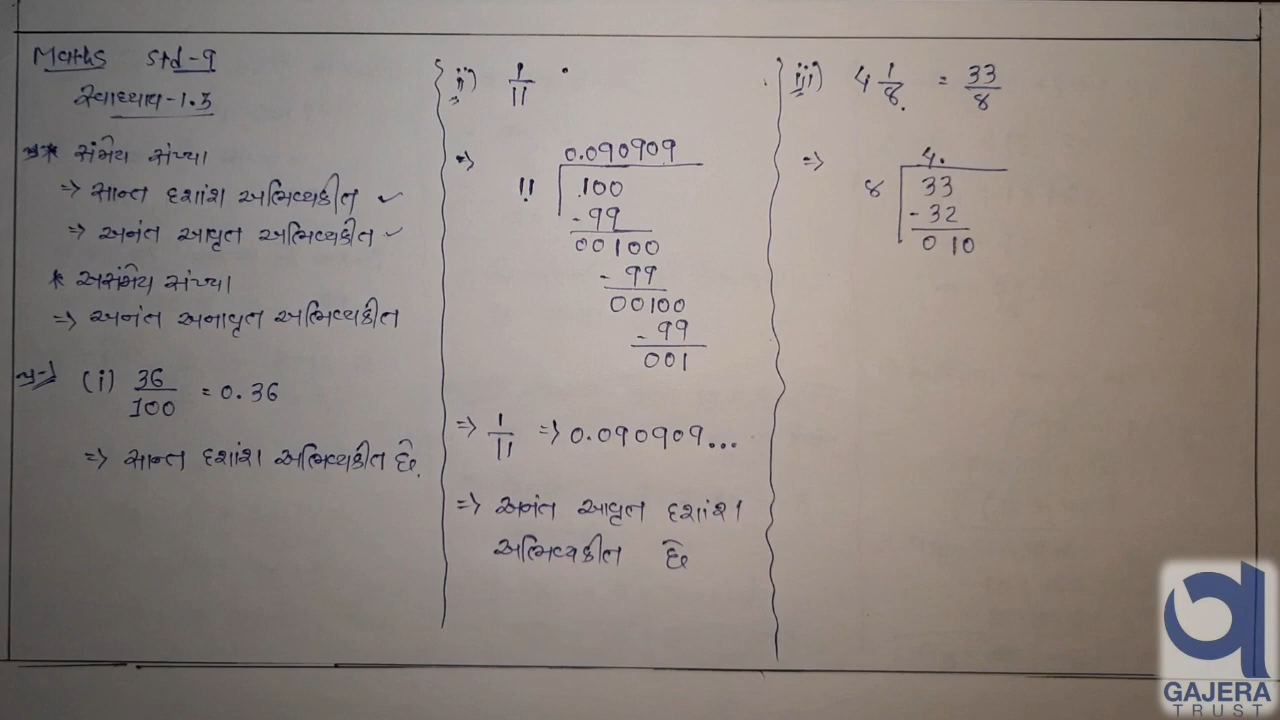 Maths Std-9
સ્વાધ્યાય-1.3
* સંમેય સંખ્યા
=> સાન્ત દશાંશ અભિવ્યકીત ✓
=> અનંત આવૃત અભિવ્યકીત ✓
* અસંમેય સંખ્યા
=> અનંત અનાવૃત અભિવ્યકીત
પ્ર-1 (i) 36/100 = 0.36
=> સાન્ત દશાંશ અભિવ્યકીત છે.
ii) 1/11
=> 0.090909
11 .100
- 99
00100
- 99
00100
- 99
001
=> 1/11 => 0.090909...
=> અનંત આવૃત દશાંશ
અભિવ્યકીત છે
iii) 4 1/8 = 33/8
=> 4.
8 33
- 32
0 10
GAJERA
TRUST